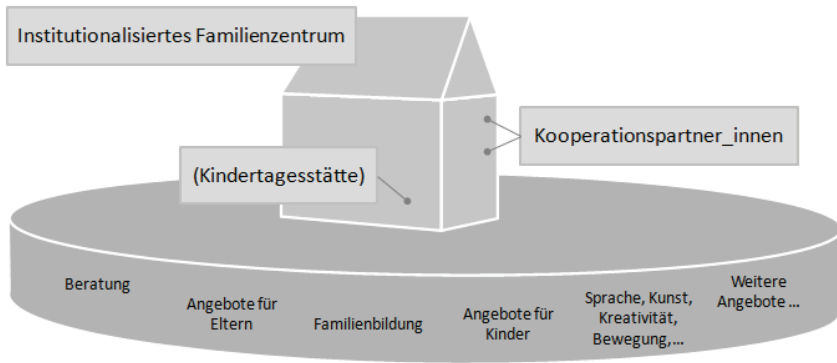 Institutionalisiertes Familienzentrum
Kooperationspartner_innen
(Kindertagesstätte)
Beratung
Angebote für
Eltern
Familienbildung
Angebote für
Kinder
Sprache, Kunst,
Kreativität,
Bewegung,...
Weitere
Angebote ...